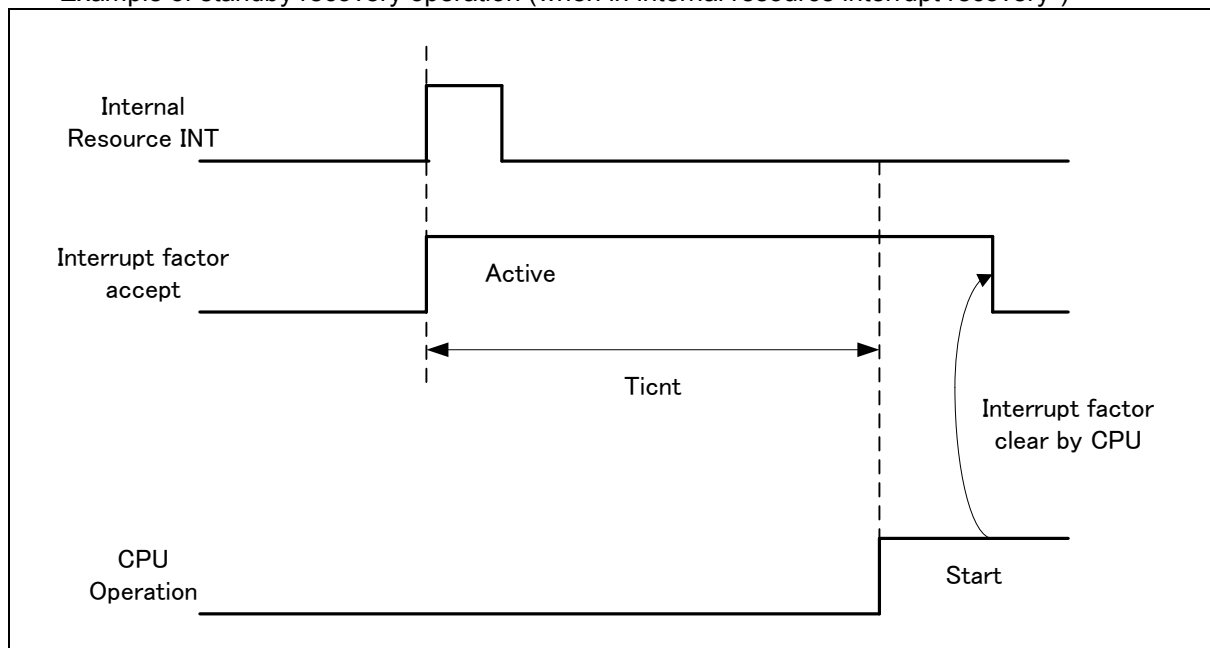 Example of standby recovery operation (when in internal resource interrupt recovery*)
Internal
Resource INT
Interrupt factor
accept
Active
Ticnt
Interrupt factor
clear by CPU
CPU
Operation
Start